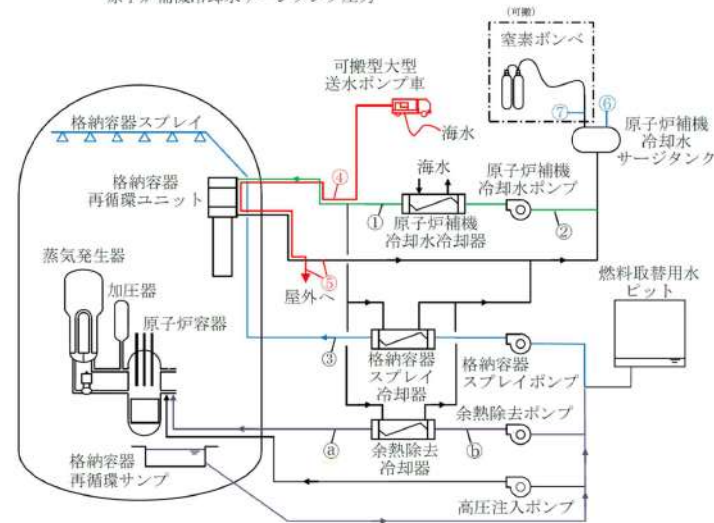 原子炉補機冷却水サージタンク圧力
(可搬)
窒素ボンベ
可搬型大型
送水ポンプ車
⑦
⑥
格納容器スプレイ
海水
原子炉補機
冷却水
サージタンク
海水
原子炉補機
冷却水ポンプ
格納容器
再循環ユニット
④
①
原子炉補機
冷却水冷却器
②
蒸気発生器
加圧器
原子炉容器
⑤
屋外へ
燃料取替用水
ピット
③
格納容器
スプレイ
冷却器
格納容器
スプレイポンプ
余熱除去ポンプ
ⓐ
ⓑ
余熱除去
冷却器
格納容器
再循環サンプ
高圧注入ポンプ